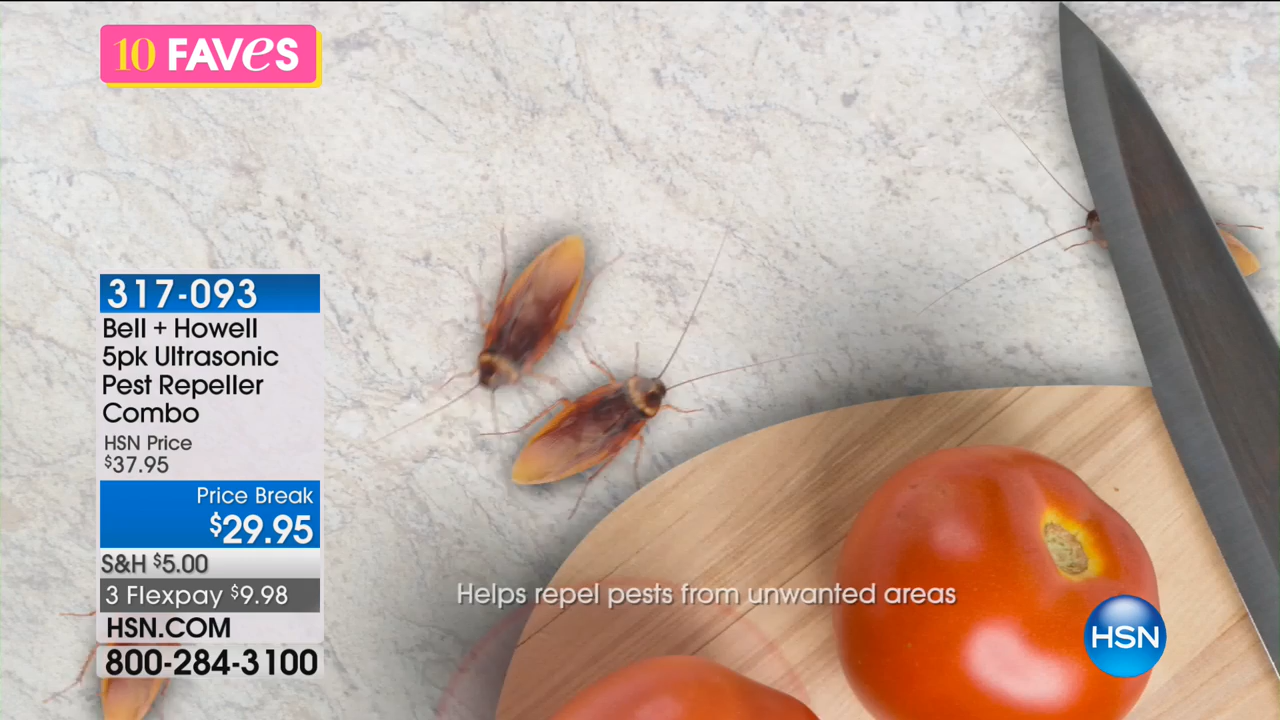 10 FAVeS
317-093
Bell + Howell
5pk Ultrasonic
Pest Repeller
Combo
HSN Price
$37.95
Price Break
$29.95
S&H $5.00
3 Flexpay $9.98
HSN.COM
800-284-3100
Helps repel pests from unwanted areas
HSN